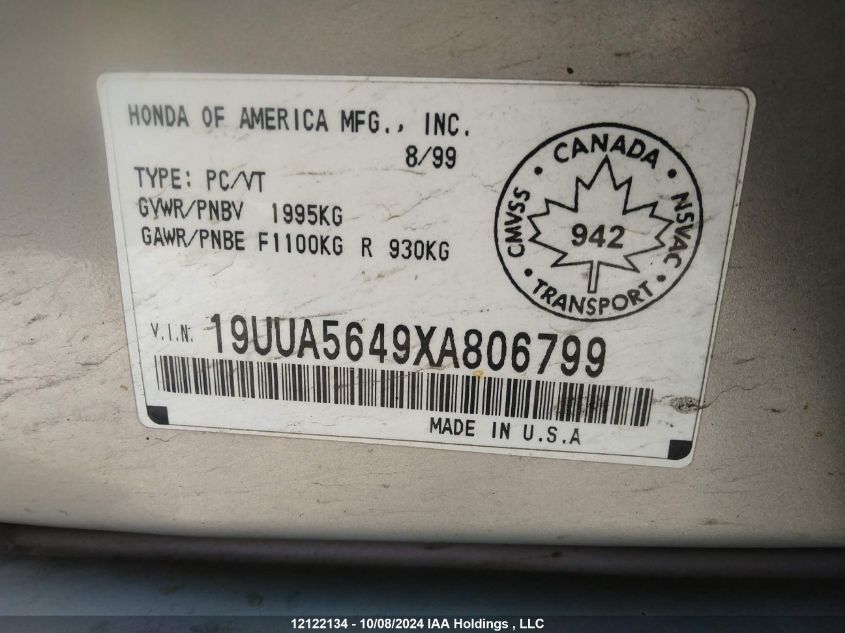 HONDA OF AMERICA MFG., INC.
8/99
TYPE: PC/VT
GVWR/PNBV 1995KG
GAWR/PNBE F1100KG R 930KG
CANADA
CMVSS
NSVAC
942
TRANSPORT
V.I.N. 19UUA5649XA806799
MADE IN U.S.A
12122134 - 10/08/2024 IAA Holdings , LLC